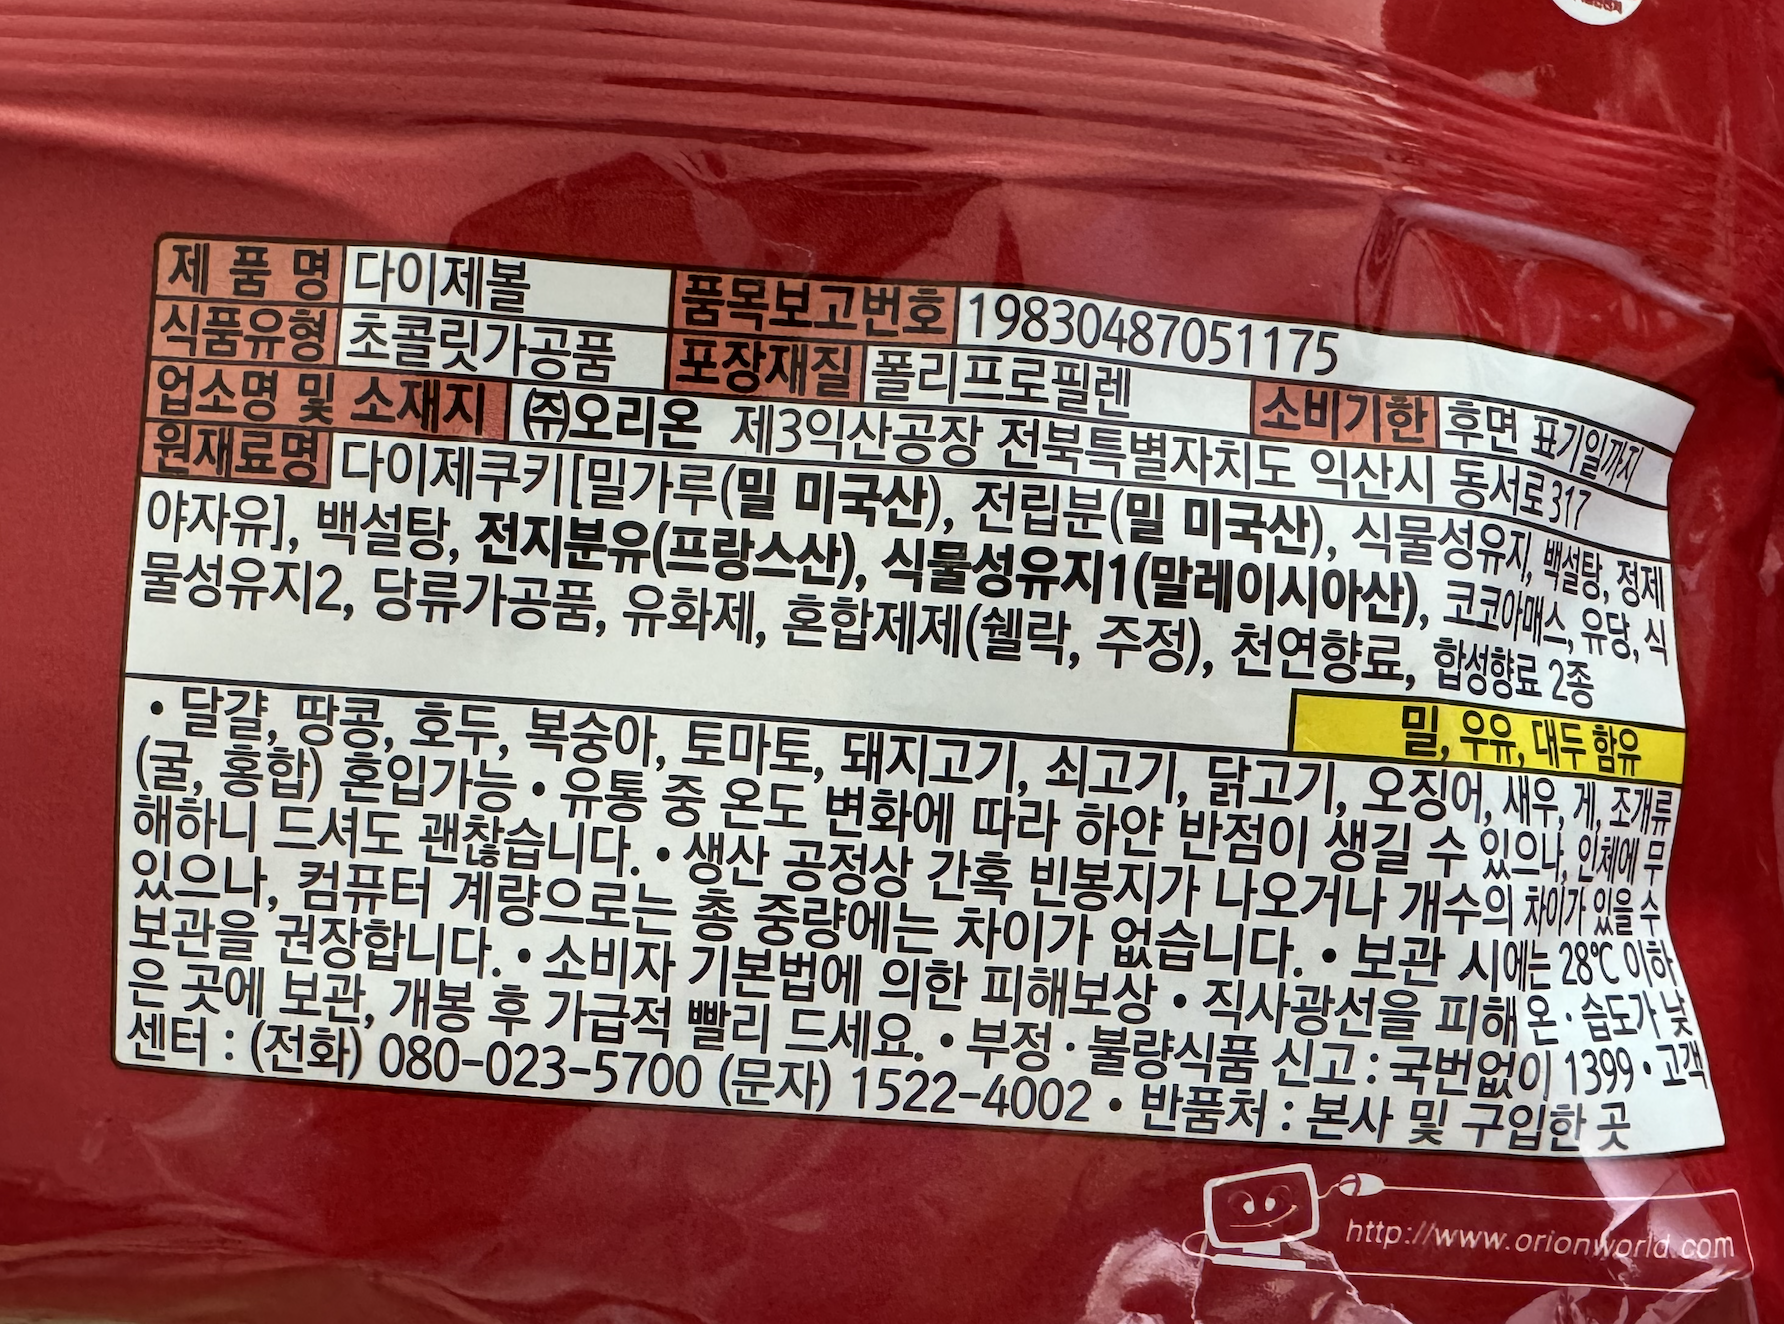 제 품 명 다이제볼 품목보고번호 19830487051175
식품유형 초콜릿가공품 포장재질 폴리프로필렌 소비기한 후면 표기일까지
업소명 및 소재지 ㈜오리온 제3익산공장 전북특별자치도 익산시 동서로317
원재료명 다이제쿠키[밀가루(밀 미국산), 전립분(밀 미국산), 식물성유지, 백설탕, 정제
야자유], 백설탕, 전지분유(프랑스산), 식물성유지1(말레이시아산), 코코아매스, 유당, 식
물성유지2, 당류가공품, 유화제, 혼합제제(쉘락, 주정), 천연향료, 합성향료 2종
밀, 우유, 대두 함유
• 달걀, 땅콩, 호두, 복숭아, 토마토, 돼지고기, 쇠고기, 닭고기, 오징어, 새우, 게, 조개류
(굴, 홍합) 혼입가능 • 유통 중 온도 변화에 따라 하얀 반점이 생길 수 있으나, 인체에 무
해하니 드셔도 괜찮습니다. • 생산 공정상 간혹 빈봉지가 나오거나 개수의 차이가 있을 수
있으나, 컴퓨터 계량으로는 총 중량에는 차이가 없습니다. • 보관 시에는 28℃ 이하
보관을 권장합니다. • 소비자 기본법에 의한 피해보상 • 직사광선을 피해 온·습도가 낮
은 곳에 보관, 개봉 후 가급적 빨리 드세요. • 부정·불량식품 신고 : 국번없이 1399 • 고객
센터 : (전화) 080-023-5700 (문자) 1522-4002 • 반품처 : 본사 및 구입한 곳
http://www.orionworld.com